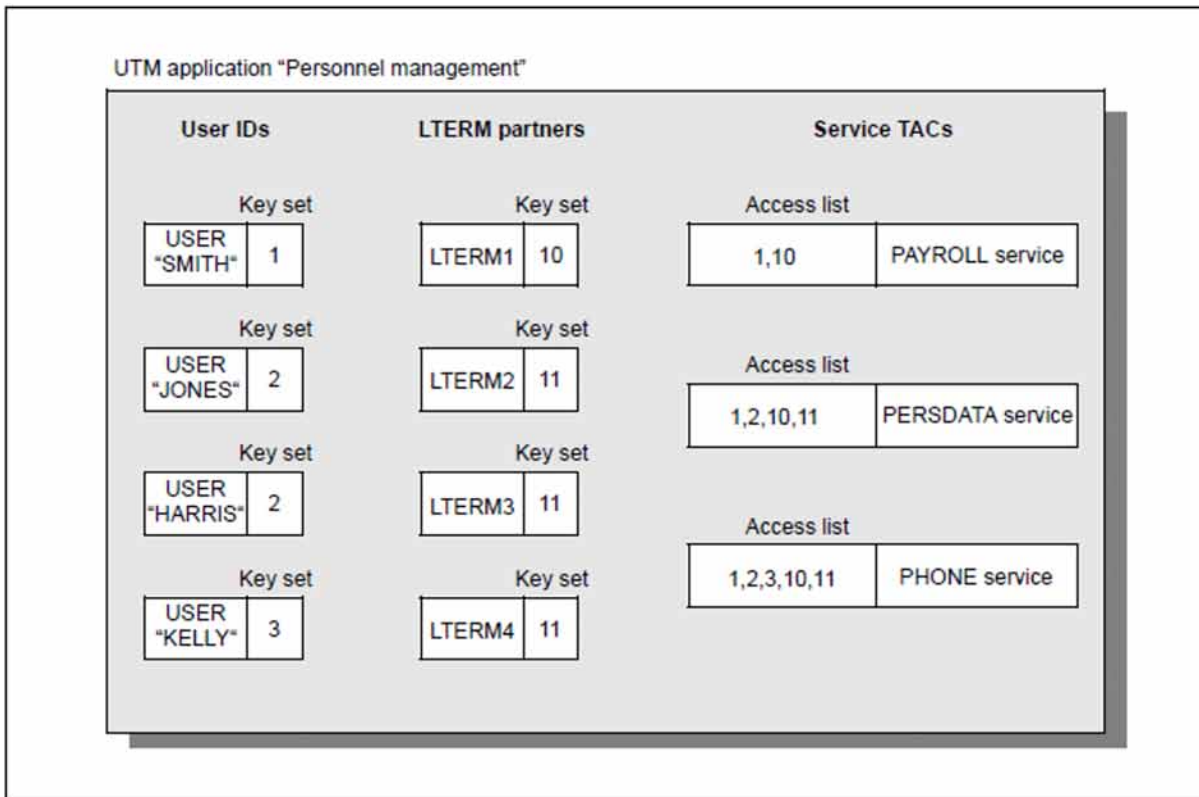 UTM application “Personnel management”
User IDs
LTERM partners
Service TACs
Key set
USER
“SMITH“
1
Key set
LTERM1
10
Access list
1,10
PAYROLL service
Key set
USER
“JONES“
2
Key set
LTERM2
11
Access list
1,2,10,11
PERSDATA service
Key set
USER
“HARRIS“
2
Key set
LTERM3
11
Access list
1,2,3,10,11
PHONE service
Key set
USER
“KELLY“
3
Key set
LTERM4
11